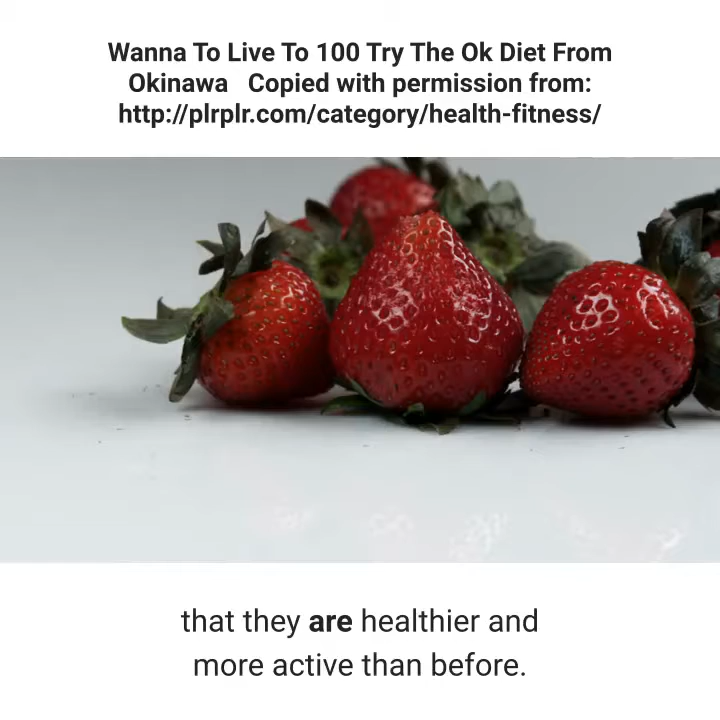 Wanna To Live To 100 Try The Ok Diet From
Okinawa   Copied with permission from:
http://plrplr.com/category/health-fitness/
that they are healthier and
more active than before.